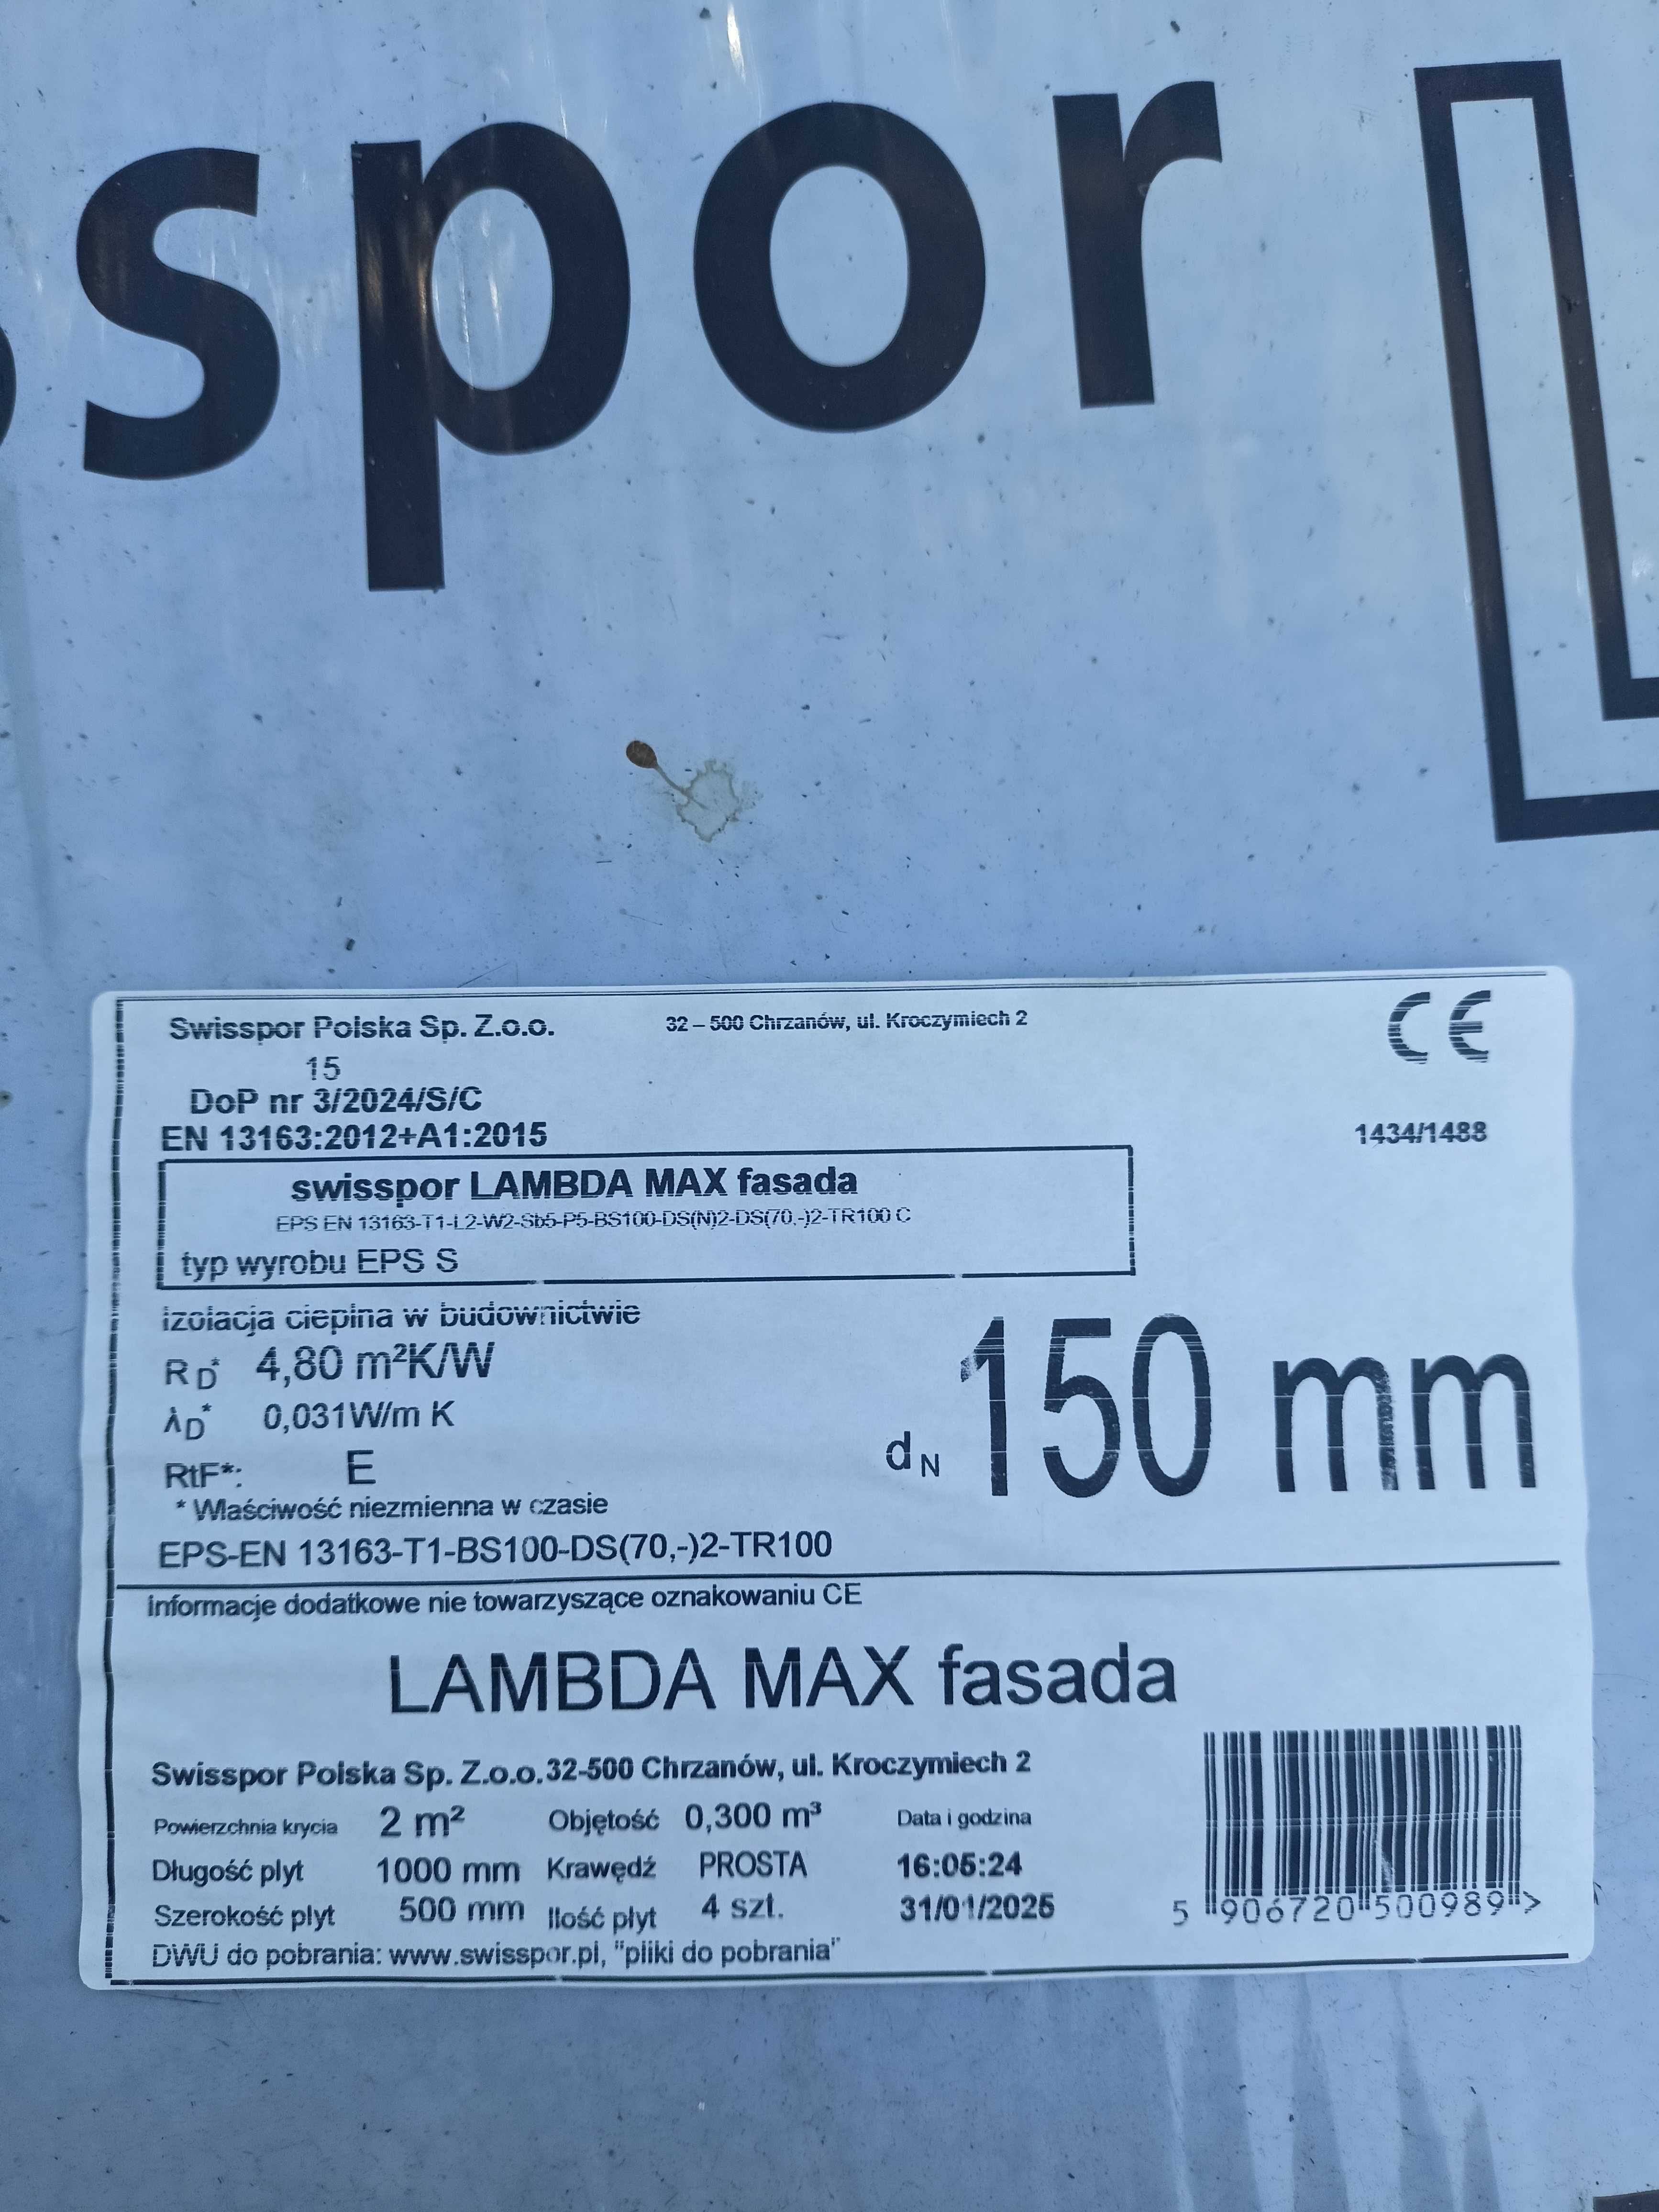 sspor L
Swisspor Polska Sp. Z.o.o. 32 – 500 Chrzanów, ul. Kroczymiech 2
CE
15
DoP nr 3/2024/S/C
EN 13163:2012+A1:2015 1434/1488
swisspor LAMBDA MAX fasada
EPS EN 13163-T1-L2-W2-Sb5-P5-BS100-DS(N)2-DS(70,-)2-TR100 C
typ wyrobu EPS S
izolacja cieplna w budownictwie
RD* 4,80 m²K/W
λD* 0,031W/m K
dN 150 mm
RtF*: E
* Właściwość niezmienna w czasie
EPS-EN 13163-T1-BS100-DS(70,-)2-TR100
informacje dodatkowe nie towarzyszące oznakowaniu CE
LAMBDA MAX fasada
Swisspor Polska Sp. Z.o.o. 32-500 Chrzanów, ul. Kroczymiech 2
Powierzchnia krycia 2 m² Objętość 0,300 m³ Data i godzina
Długość płyt 1000 mm Krawędź PROSTA 16:05:24
Szerokość płyt 500 mm Ilość płyt 4 szt. 31/01/2025
5 906720 500989 >
DWU do pobrania: www.swisspor.pl, "pliki do pobrania"